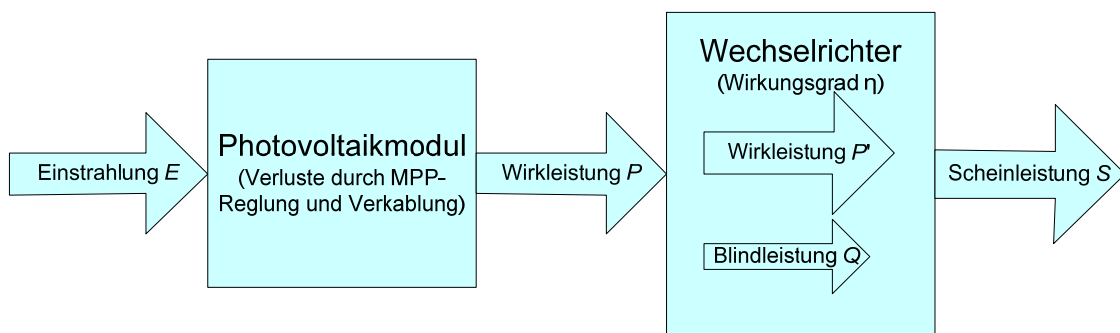 Einstrahlung E
Photovoltaikmodul
(Verluste durch MPP-
Reglung und Verkablung)
Wirkleistung P
Wechselrichter
(Wirkungsgrad η)
Wirkleistung P'
Blindleistung Q
Scheinleistung S